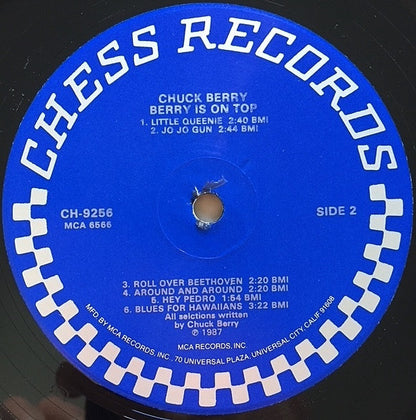 CHESS RECORDS
CHUCK BERRY
BERRY IS ON TOP
1. LITTLE QUEENIE 2:40 BMI
2. JO JO GUN 2:44 BMI
CH-9256
MCA 6566
SIDE 2
3. ROLL OVER BEETHOVEN 2:20 BMI
4. AROUND AND AROUND 2:20 BMI
5. HEY PEDRO 1:54 BMI
6. BLUES FOR HAWAIIANS 3:22 BMI
All selctions written
by Chuck Berry
℗ 1987
MCA RECORDS, INC.
MFD BY MCA RECORDS, INC., 70 UNIVERSAL PLAZA, UNIVERSAL CITY, CALIF. 91608